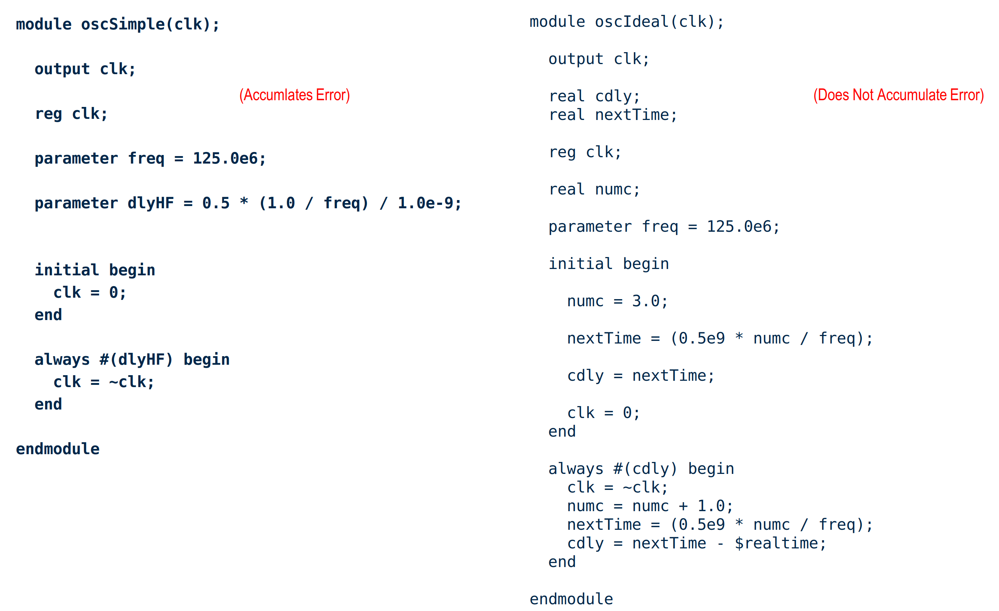 module oscSimple(clk);
output clk;
(Accumlates Error)
reg clk;
parameter freq = 125.0e6;
parameter dlyHF = 0.5 * (1.0 / freq) / 1.0e-9;
initial begin
clk = 0;
end
always #(dlyHF) begin
clk = ~clk;
end
endmodule
module oscIdeal(clk);
output clk;
real cdly;
(Does Not Accumulate Error)
real nextTime;
reg clk;
real numc;
parameter freq = 125.0e6;
initial begin
numc = 3.0;
nextTime = (0.5e9 * numc / freq);
cdly = nextTime;
clk = 0;
end
always #(cdly) begin
clk = ~clk;
numc = numc + 1.0;
nextTime = (0.5e9 * numc / freq);
cdly = nextTime - $realtime;
end
endmodule